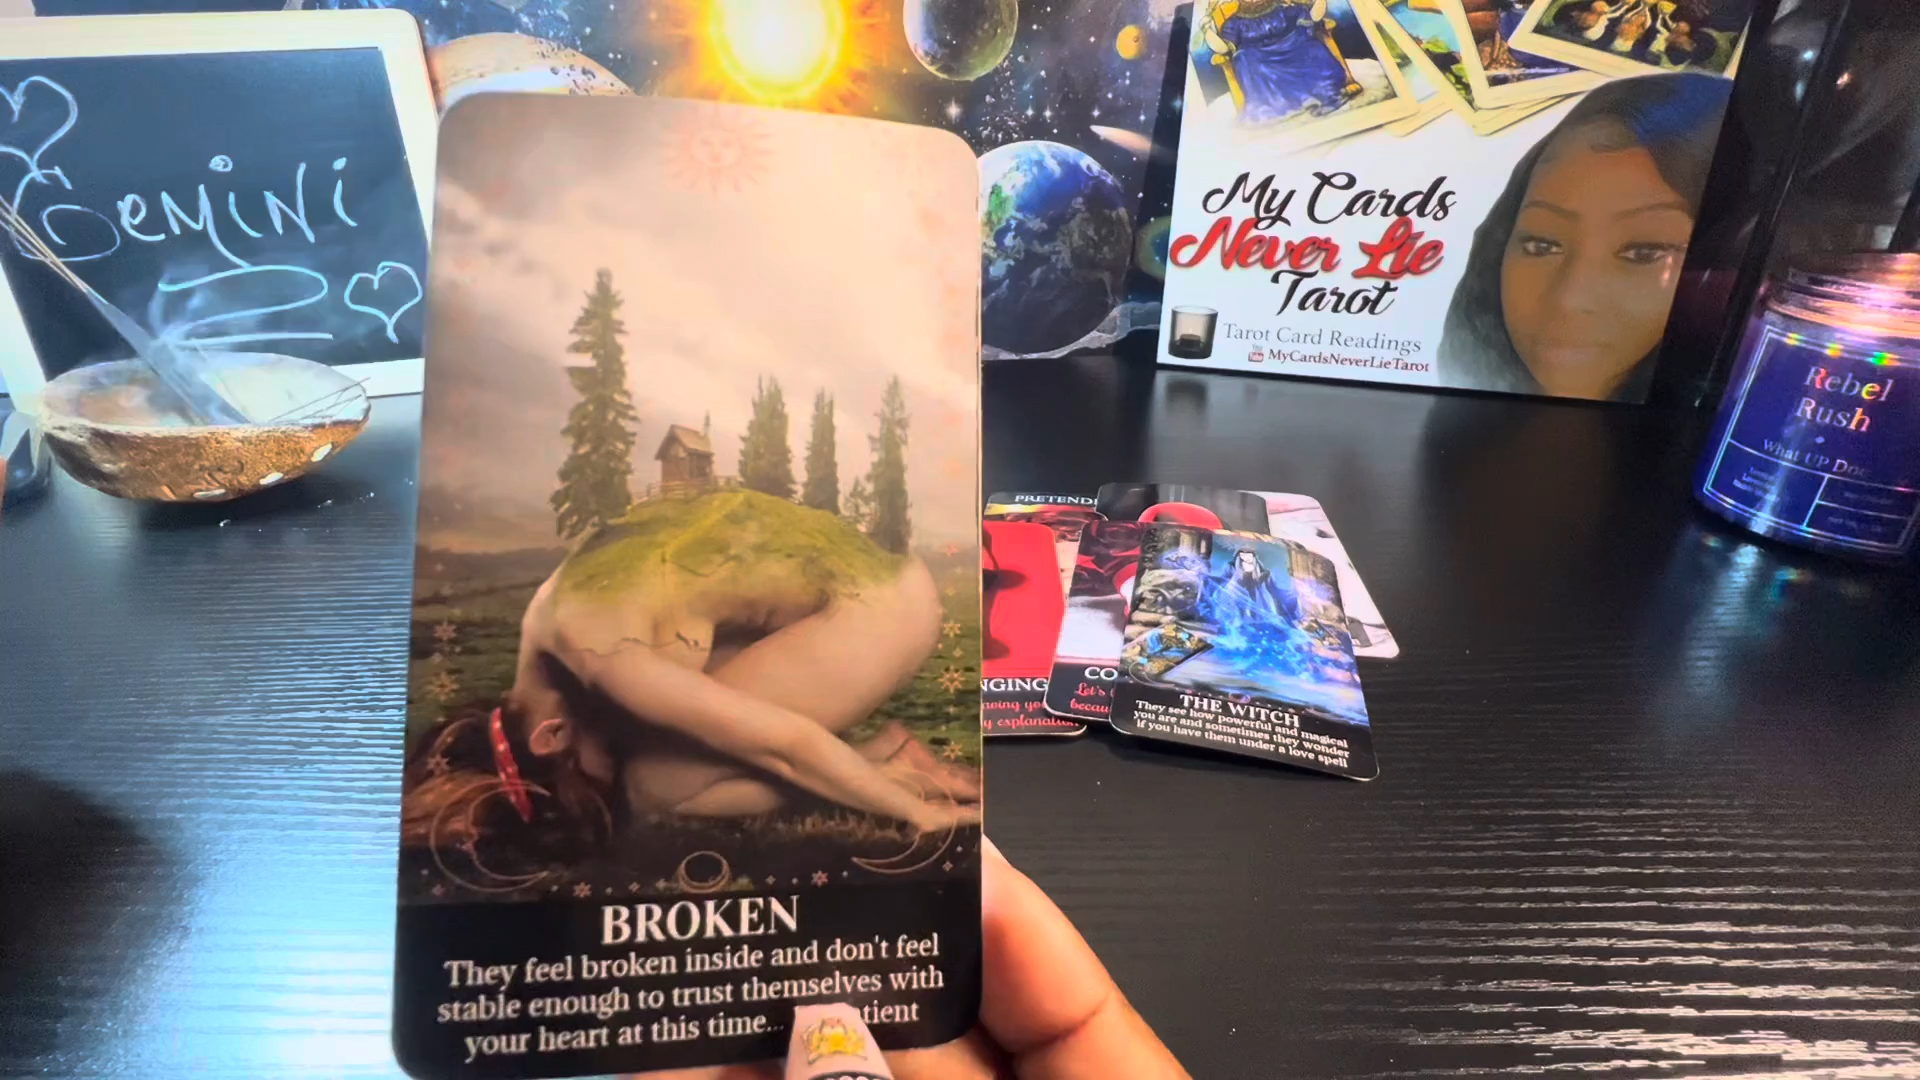 GeMiNi
My Cards
Never Lie
Tarot
Tarot Card Readings
You
Tube
MyCardsNeverLieTarot
Rebel
Rush
What UP Doc
PRETEND
NGING
CO
Let's
THE WITCH
They see how powerful and magical
you are and sometimes they wonder
if you have them under a love spell
BROKEN
They feel broken inside and don't feel
stable enough to trust themselves with
your heart at this time...